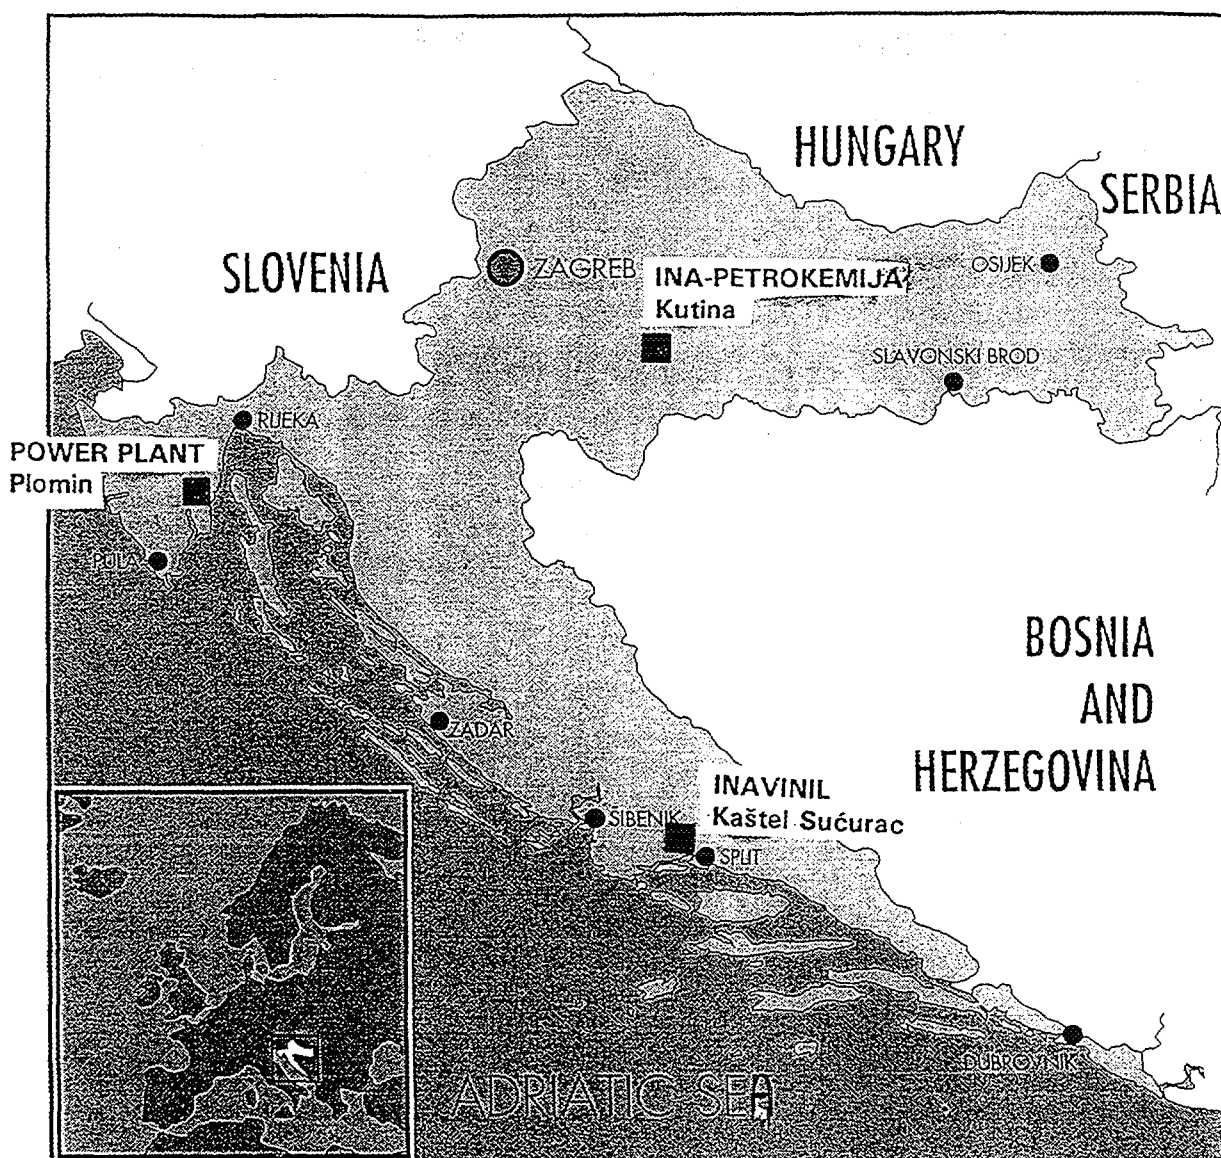 HUNGARY
SERBIA
SLOVENIA
ZAGREB
INA-PETROKEMIJA
Kutina
OSIJEK
SLAVONSKI BROD
RIJEKA
POWER PLANT
Plomin
PULA
BOSNIA
AND
HERZEGOVINA
ZADAR
INAVINIL
Kaštel Sućurac
ŠIBENIK
SPLIT
DUBROVNIK
ADRIATIC SEA